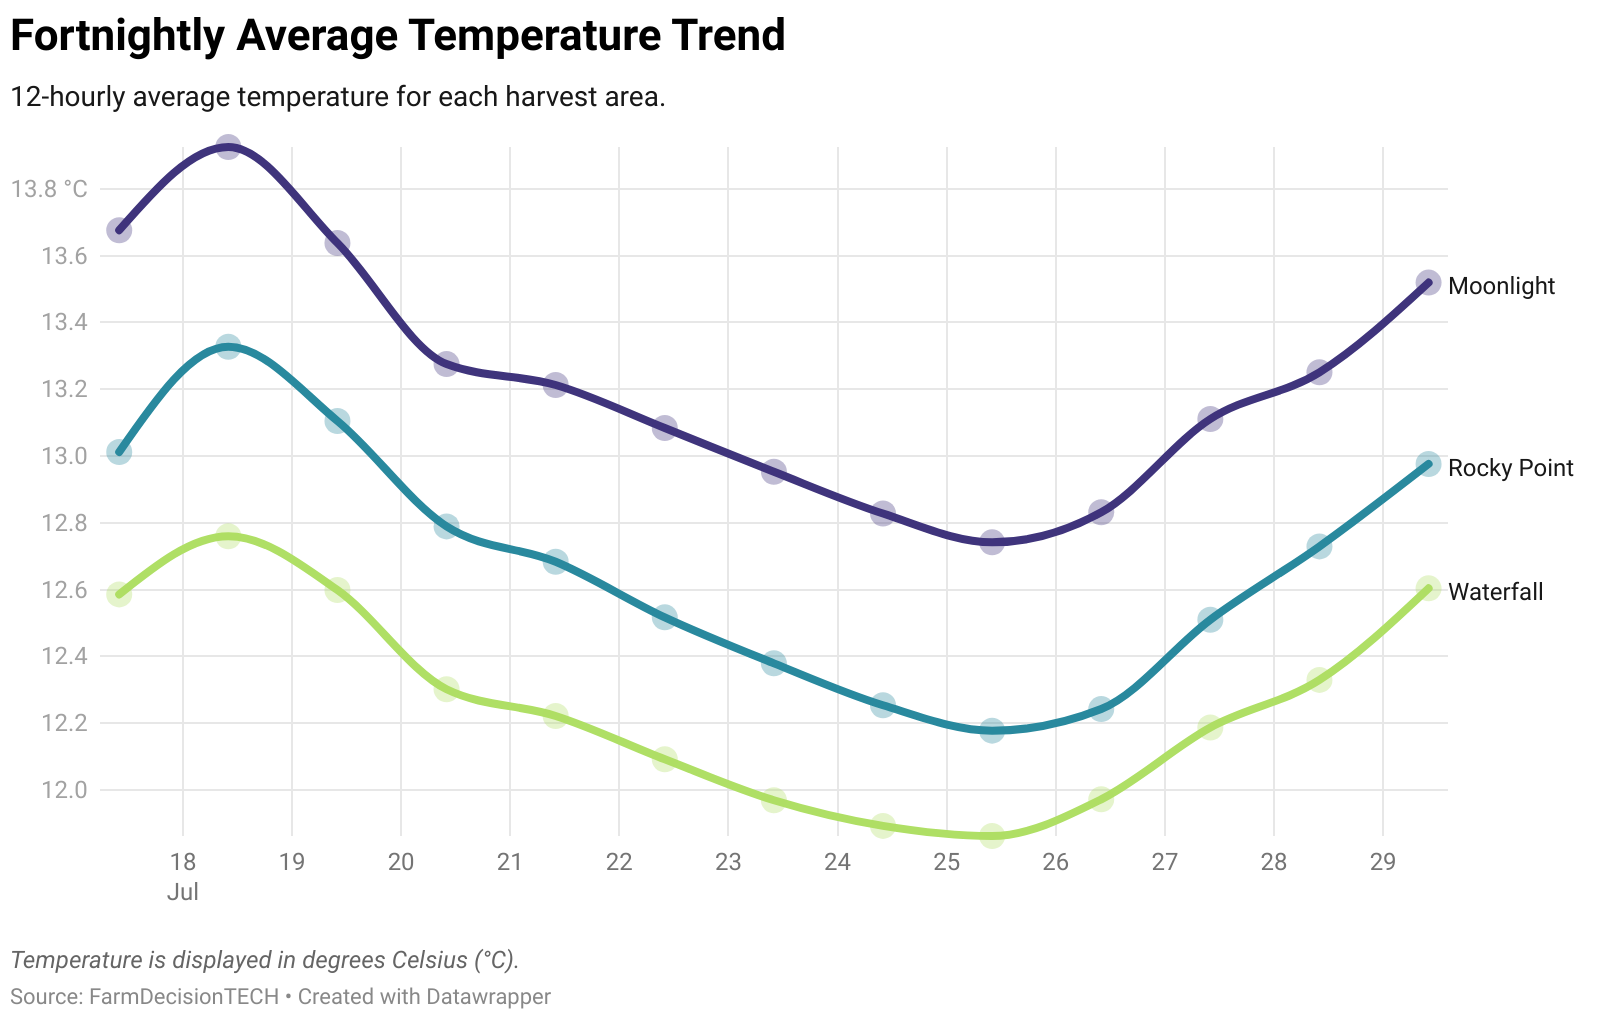 Fortnightly Average Temperature Trend
12-hourly average temperature for each harvest area.
13.8 °C
13.6
13.4
13.2
13.0
12.8
12.6
12.4
12.2
12.0
Moonlight
Rocky Point
Waterfall
18 19 20 21 22 23 24 25 26 27 28 29
Jul
Temperature is displayed in degrees Celsius (°C).
Source: FarmDecisionTECH • Created with Datawrapper